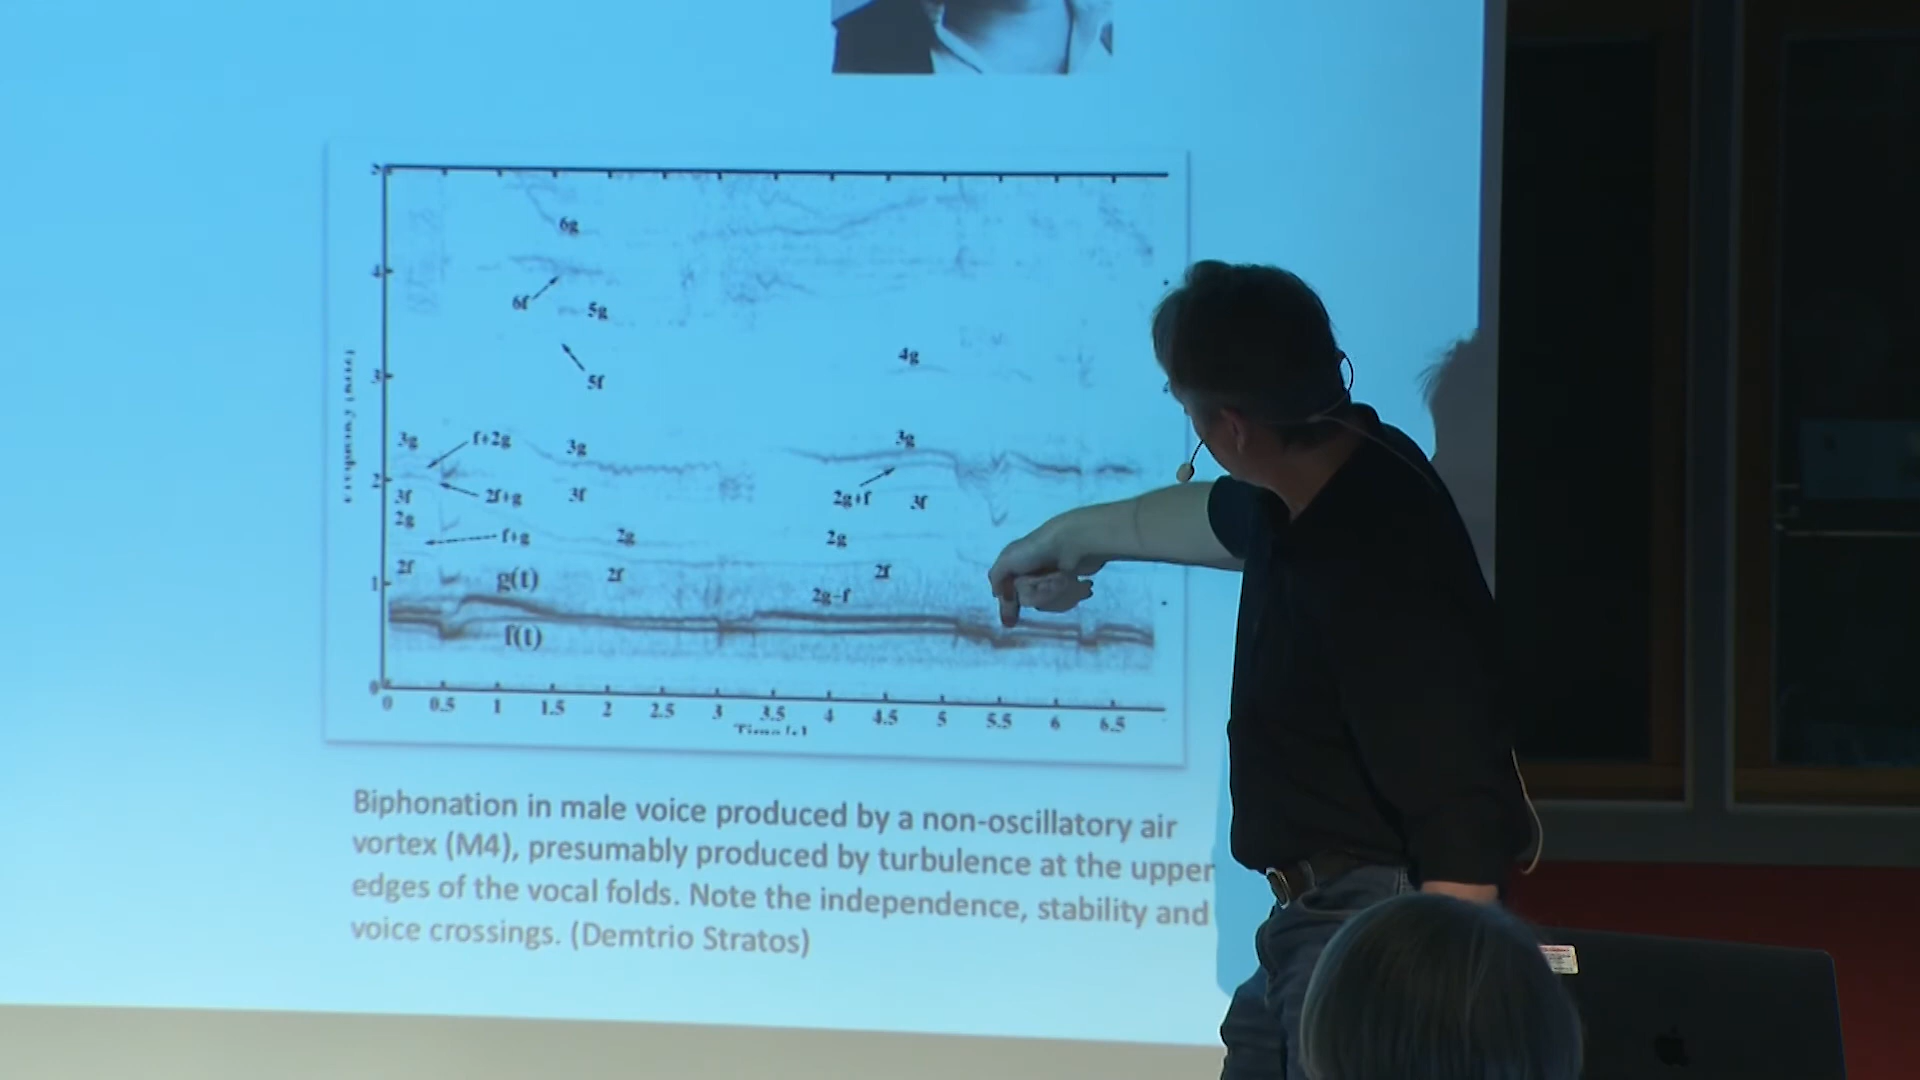 5
6g
4
6f
5g
4g
3
5f
3g
f+2g
3g
3g
2
3f
2f+g
3f
2g+f
3f
2g
f+g
2g
2g
2f
g(t)
2f
2f
1
2g-f
f(t)
0
0 0.5 1 1.5 2 2.5 3 3.5 4 4.5 5 5.5 6 6.5
Biphonation in male voice produced by a non-oscillatory air
vortex (M4), presumably produced by turbulence at the upper
edges of the vocal folds. Note the independence, stability and
voice crossings. (Demtrio Stratos)